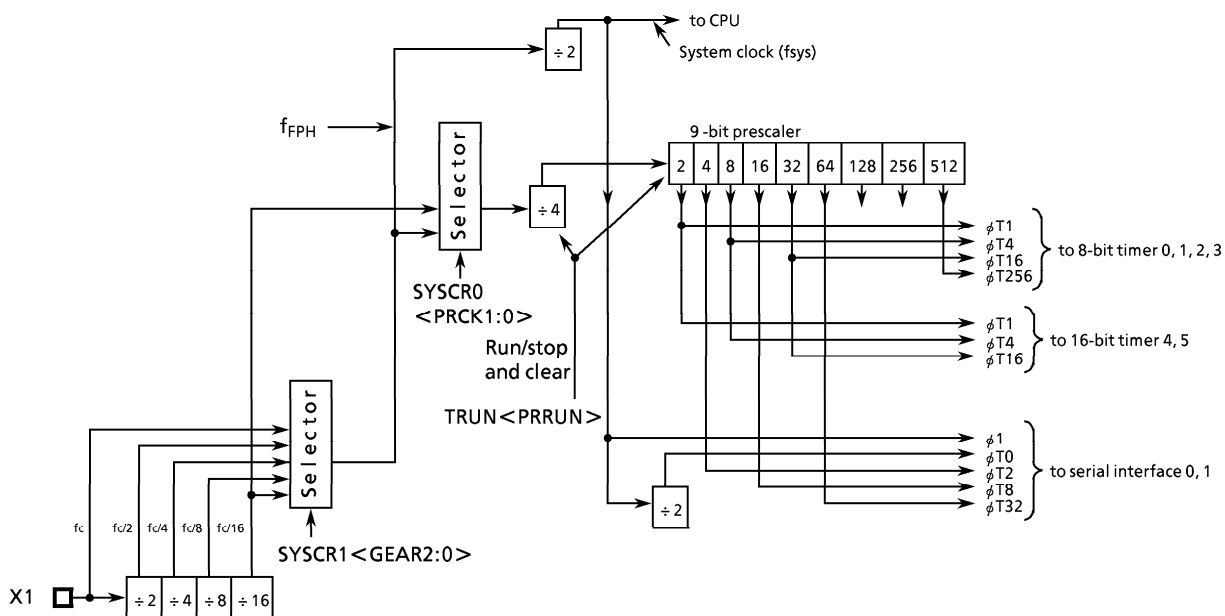 to CPU
÷2
System clock (fsys)
fFPH
Selector
9 -bit prescaler
2 4 8 16 32 64 128 256 512
÷4
ϕT1
ϕT4
ϕT16
ϕT256
to 8-bit timer 0, 1, 2, 3
SYSCR0
<PRCK1:0>
Run/stop
and clear
TRUN<PRRUN>
ϕT1
ϕT4
ϕT16
to 16-bit timer 4, 5
Selector
ϕ1
ϕT0
ϕT2
ϕT8
ϕT32
to serial interface 0, 1
÷2
fc fc/2 fc/4 fc/8 fc/16
SYSCR1<GEAR2:0>
X1
÷2 ÷4 ÷8 ÷16